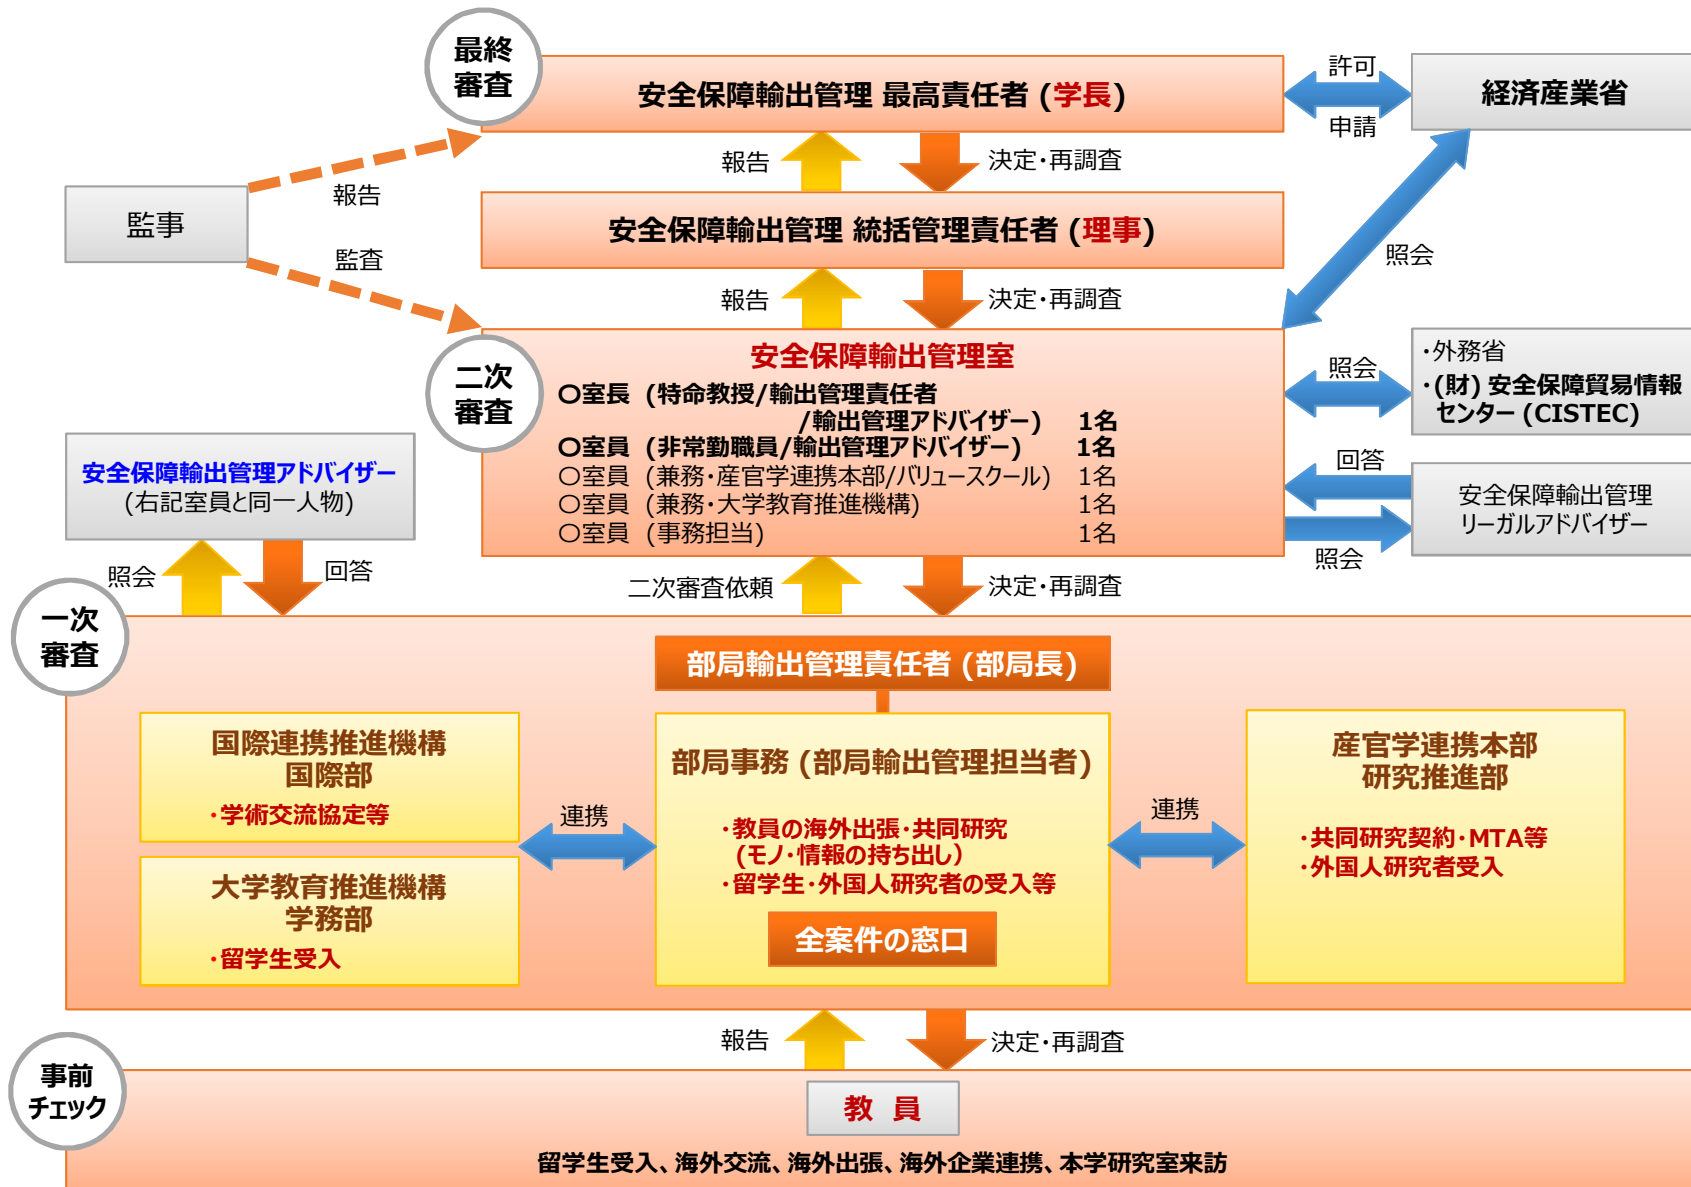 最終
審査
安全保障輸出管理 最高責任者 (学長)
許可
申請
経済産業省
報告
決定・再調査
監事
報告
監査
安全保障輸出管理 統括管理責任者 (理事)
照会
報告
決定・再調査
二次
審査
安全保障輸出管理室
〇室長 (特命教授/輸出管理責任者
/輸出管理アドバイザー) 1名
〇室員 (非常勤職員/輸出管理アドバイザー) 1名
〇室員 (兼務・産官学連携本部/バリュースクール) 1名
〇室員 (兼務・大学教育推進機構) 1名
〇室員 (事務担当) 1名
照会
・外務省
・(財) 安全保障貿易情報
センター (CISTEC)
回答
照会
安全保障輸出管理
リーガルアドバイザー
安全保障輸出管理アドバイザー
(右記室員と同一人物)
照会
回答
二次審査依頼
決定・再調査
一次
審査
部局輸出管理責任者 (部局長)
国際連携推進機構
国際部
・学術交流協定等
大学教育推進機構
学務部
・留学生受入
連携
部局事務 (部局輸出管理担当者)
・教員の海外出張・共同研究
(モノ・情報の持ち出し)
・留学生・外国人研究者の受入等
全案件の窓口
連携
産官学連携本部
研究推進部
・共同研究契約・MTA等
・外国人研究者受入
報告
決定・再調査
事前
チェック
教 員
留学生受入、海外交流、海外出張、海外企業連携、本学研究室来訪